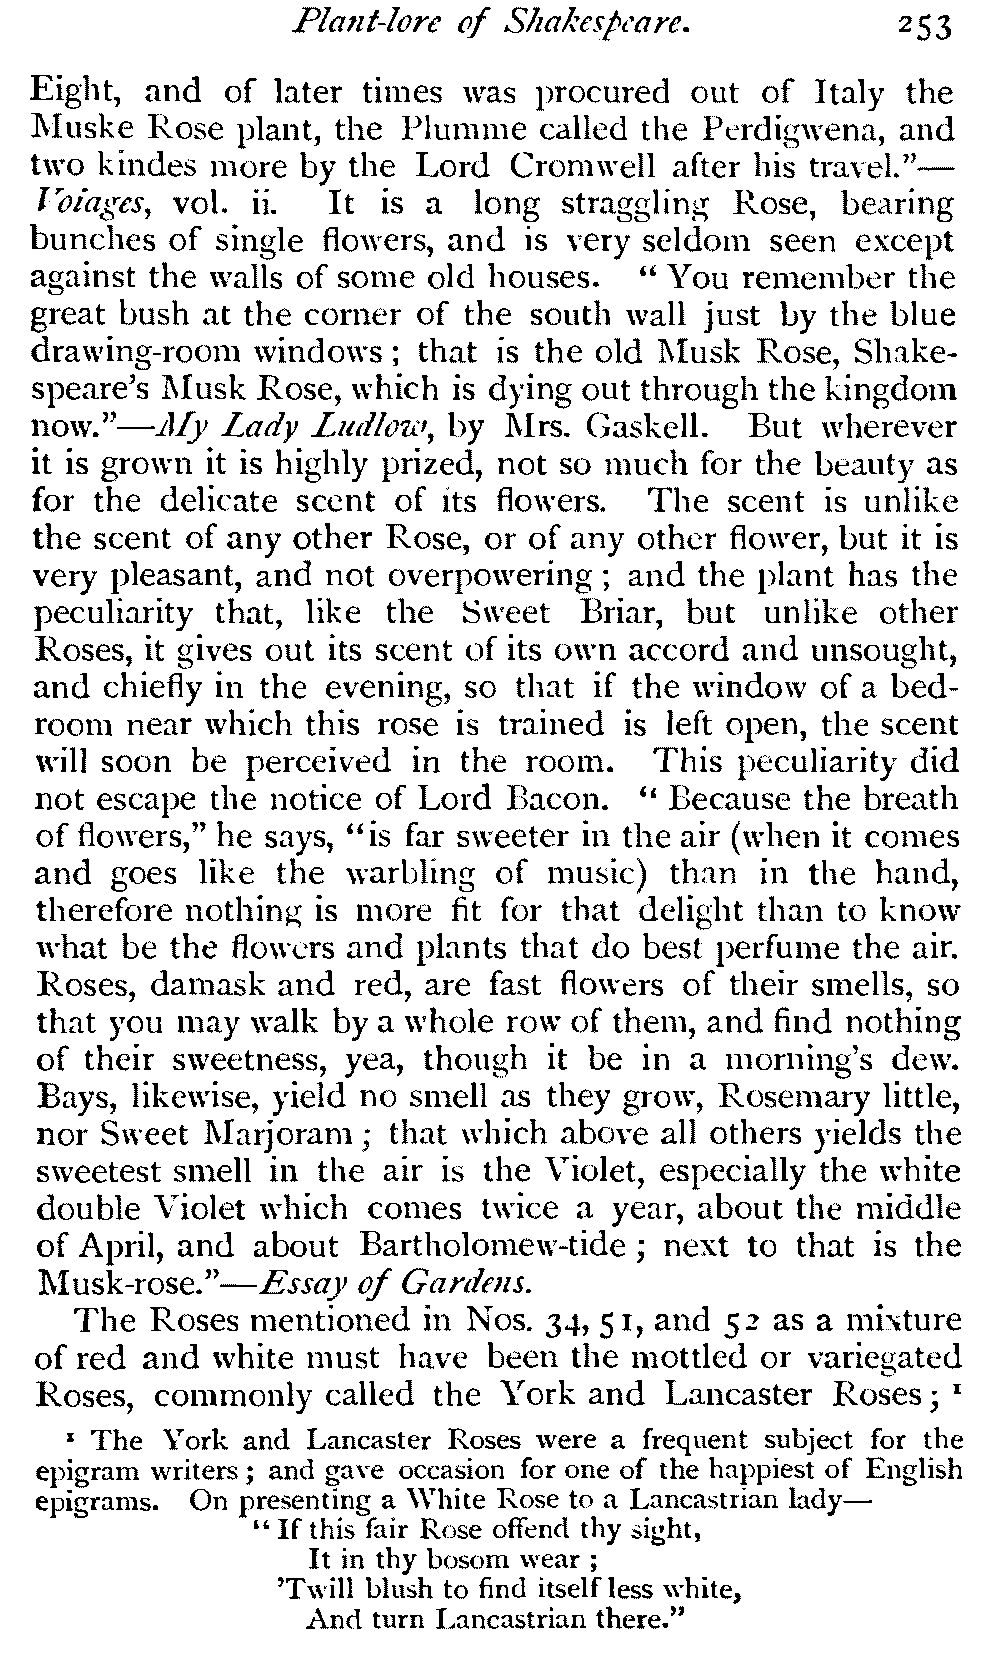 Plant-lore of Shakespeare. 253
Eight, and of later times was procured out of Italy the
Muske Rose plant, the Plumme called the Perdigwena, and
two kindes more by the Lord Cromwell after his travel."—
Voiages, vol. ii. It is a long straggling Rose, bearing
bunches of single flowers, and is very seldom seen except
against the walls of some old houses. "You remember the
great bush at the corner of the south wall just by the blue
drawing-room windows; that is the old Musk Rose, Shake-
speare's Musk Rose, which is dying out through the kingdom
now."—My Lady Ludlow, by Mrs. Gaskell. But wherever
it is grown it is highly prized, not so much for the beauty as
for the delicate scent of its flowers. The scent is unlike
the scent of any other Rose, or of any other flower, but it is
very pleasant, and not overpowering; and the plant has the
peculiarity that, like the Sweet Briar, but unlike other
Roses, it gives out its scent of its own accord and unsought,
and chiefly in the evening, so that if the window of a bed-
room near which this rose is trained is left open, the scent
will soon be perceived in the room. This peculiarity did
not escape the notice of Lord Bacon. "Because the breath
of flowers," he says, "is far sweeter in the air (when it comes
and goes like the warbling of music) than in the hand,
therefore nothing is more fit for that delight than to know
what be the flowers and plants that do best perfume the air.
Roses, damask and red, are fast flowers of their smells, so
that you may walk by a whole row of them, and find nothing
of their sweetness, yea, though it be in a morning's dew.
Bays, likewise, yield no smell as they grow, Rosemary little,
nor Sweet Marjoram; that which above all others yields the
sweetest smell in the air is the Violet, especially the white
double Violet which comes twice a year, about the middle
of April, and about Bartholomew-tide; next to that is the
Musk-rose."—Essay of Gardens.
The Roses mentioned in Nos. 34, 51, and 52 as a mixture
of red and white must have been the mottled or variegated
Roses, commonly called the York and Lancaster Roses; ¹
¹ The York and Lancaster Roses were a frequent subject for the
epigram writers; and gave occasion for one of the happiest of English
epigrams. On presenting a White Rose to a Lancastrian lady—
"If this fair Rose offend thy sight,
It in thy bosom wear;
'Twill blush to find itself less white,
And turn Lancastrian there."